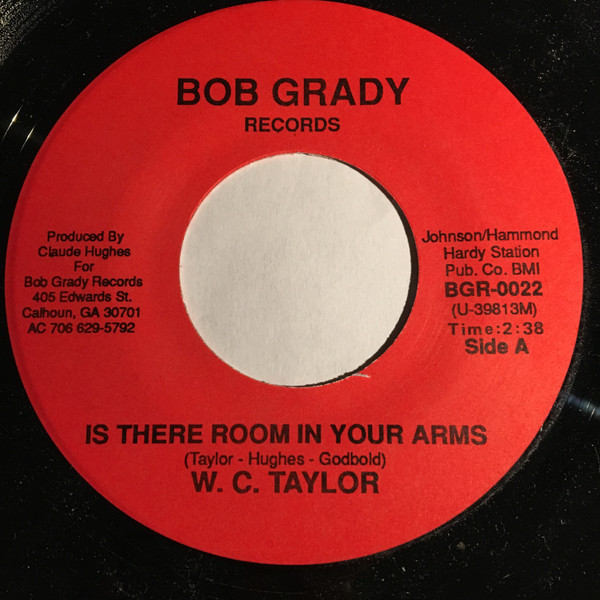 BOB GRADY
RECORDS
Produced By
Claude Hughes
For
Bob Grady Records
405 Edwards St.
Calhoun, GA 30701
AC 706 629-5792
Johnson/Hammond
Hardy Station
Pub. Co. BMI
BGR-0022
(U-39813M)
Time:2:38
Side A
IS THERE ROOM IN YOUR ARMS
(Taylor - Hughes - Godbold)
W. C. TAYLOR